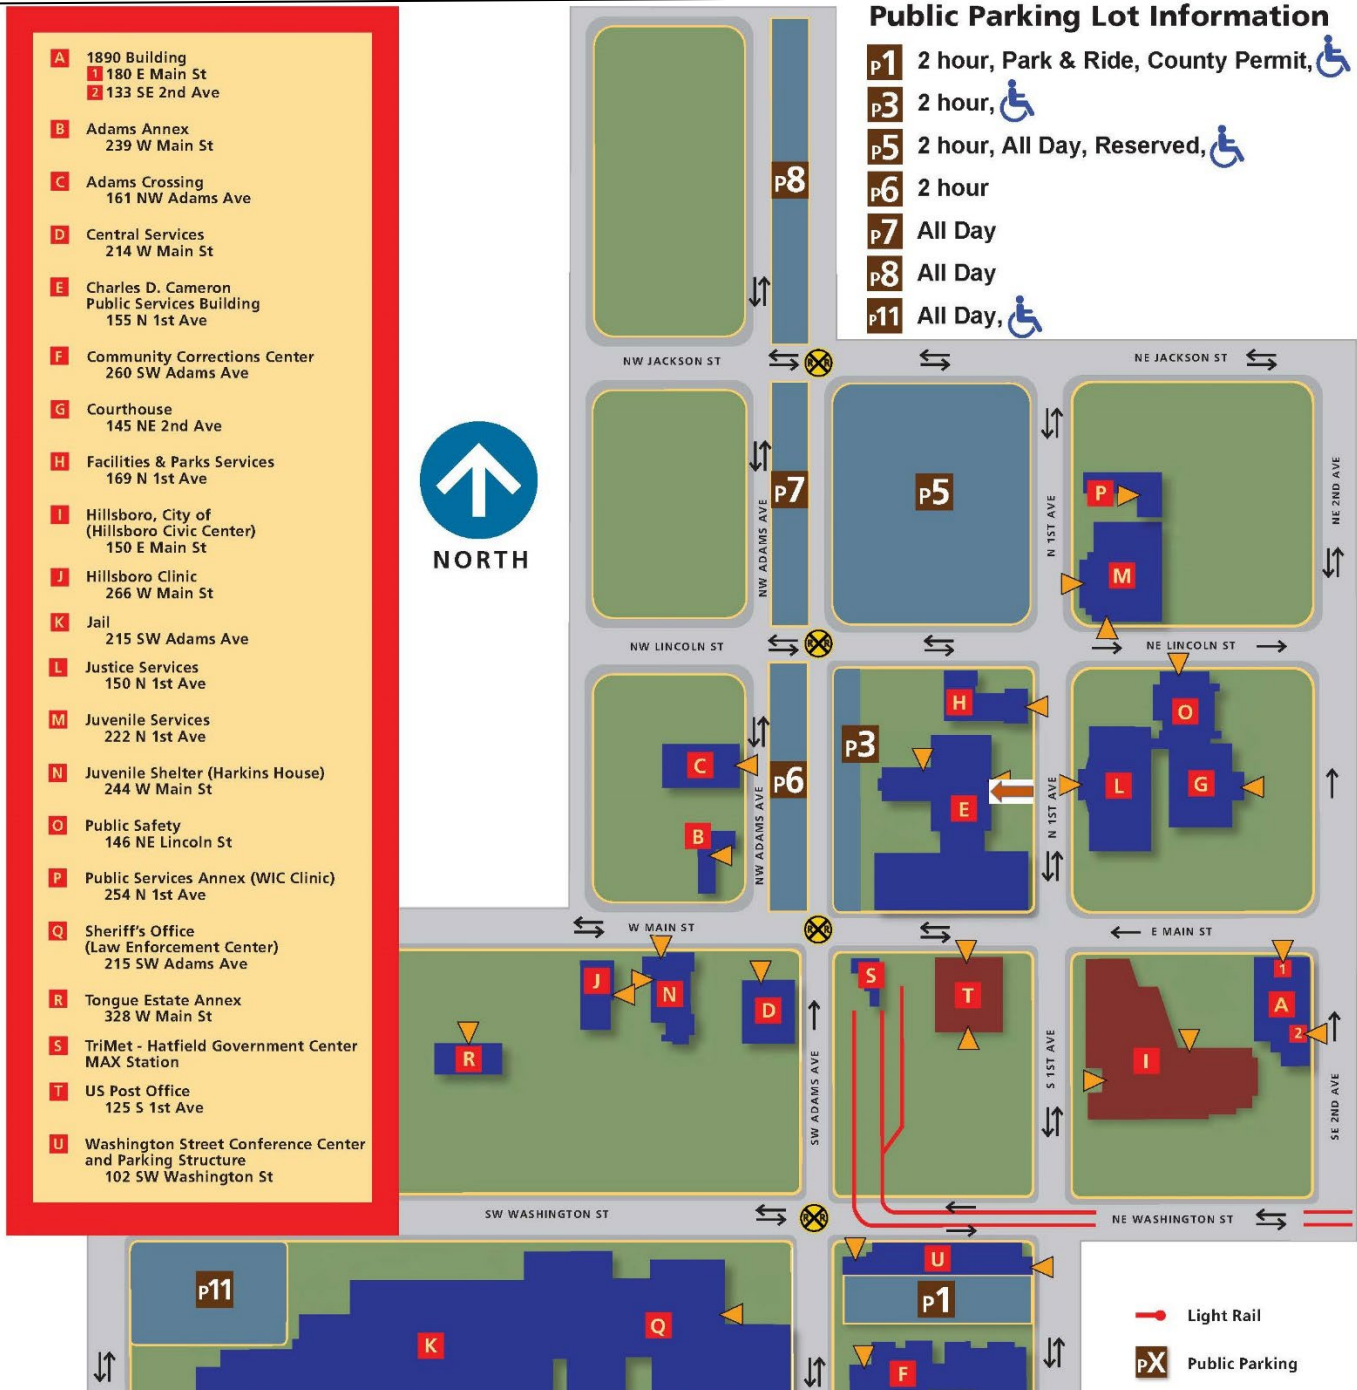 A 1890 Building
1 180 E Main St
2 133 SE 2nd Ave
B Adams Annex
239 W Main St
C Adams Crossing
161 NW Adams Ave
D Central Services
214 W Main St
E Charles D. Cameron
Public Services Building
155 N 1st Ave
F Community Corrections Center
260 SW Adams Ave
G Courthouse
145 NE 2nd Ave
H Facilities & Parks Services
169 N 1st Ave
I Hillsboro, City of
(Hillsboro Civic Center)
150 E Main St
J Hillsboro Clinic
266 W Main St
K Jail
215 SW Adams Ave
L Justice Services
150 N 1st Ave
M Juvenile Services
222 N 1st Ave
N Juvenile Shelter (Harkins House)
244 W Main St
O Public Safety
146 NE Lincoln St
P Public Services Annex (WIC Clinic)
254 N 1st Ave
Q Sheriff's Office
(Law Enforcement Center)
215 SW Adams Ave
R Tongue Estate Annex
328 W Main St
S TriMet - Hatfield Government Center
MAX Station
T US Post Office
125 S 1st Ave
U Washington Street Conference Center
and Parking Structure
102 SW Washington St
Public Parking Lot Information
P1 2 hour, Park & Ride, County Permit,
P3 2 hour,
P5 2 hour, All Day, Reserved,
P6 2 hour
P7 All Day
P8 All Day
P11 All Day,
NORTH
P8
NW JACKSON ST
R R
NE JACKSON ST
P7
P5
NW ADAMS AVE
N 1ST AVE
P
M
NE 2ND AVE
NW LINCOLN ST
R R
NE LINCOLN ST
C
B
NW ADAMS AVE
P6
P3
H
E
N 1ST AVE
O
L
G
W MAIN ST
R R
E MAIN ST
R
J
N
D
SW ADAMS AVE
S
T
S 1ST AVE
I
1
A
2
SE 2ND AVE
SW WASHINGTON ST
R R
NE WASHINGTON ST
P11
K
Q
U
P1
F
Light Rail
PX Public Parking